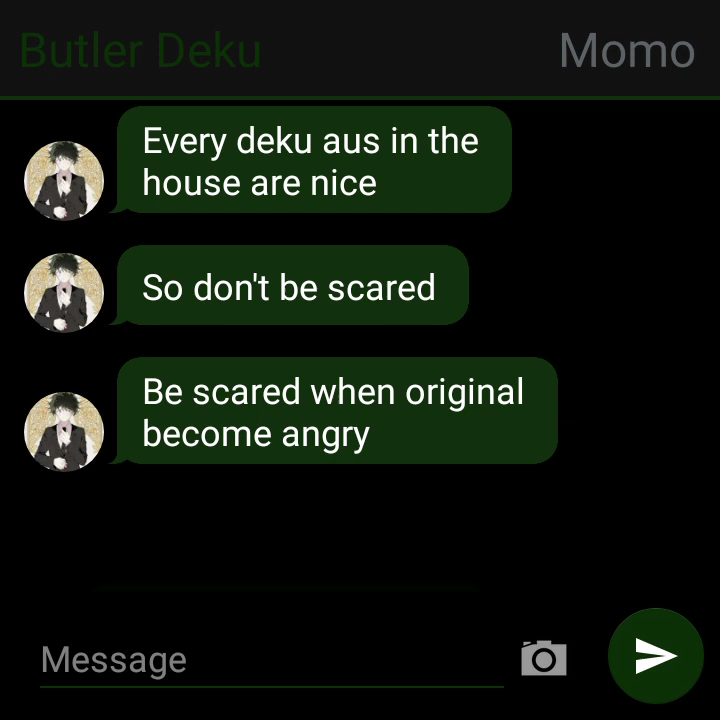 Butler Deku
Momo
Every deku aus in the
house are nice
So don't be scared
Be scared when original
become angry
Message